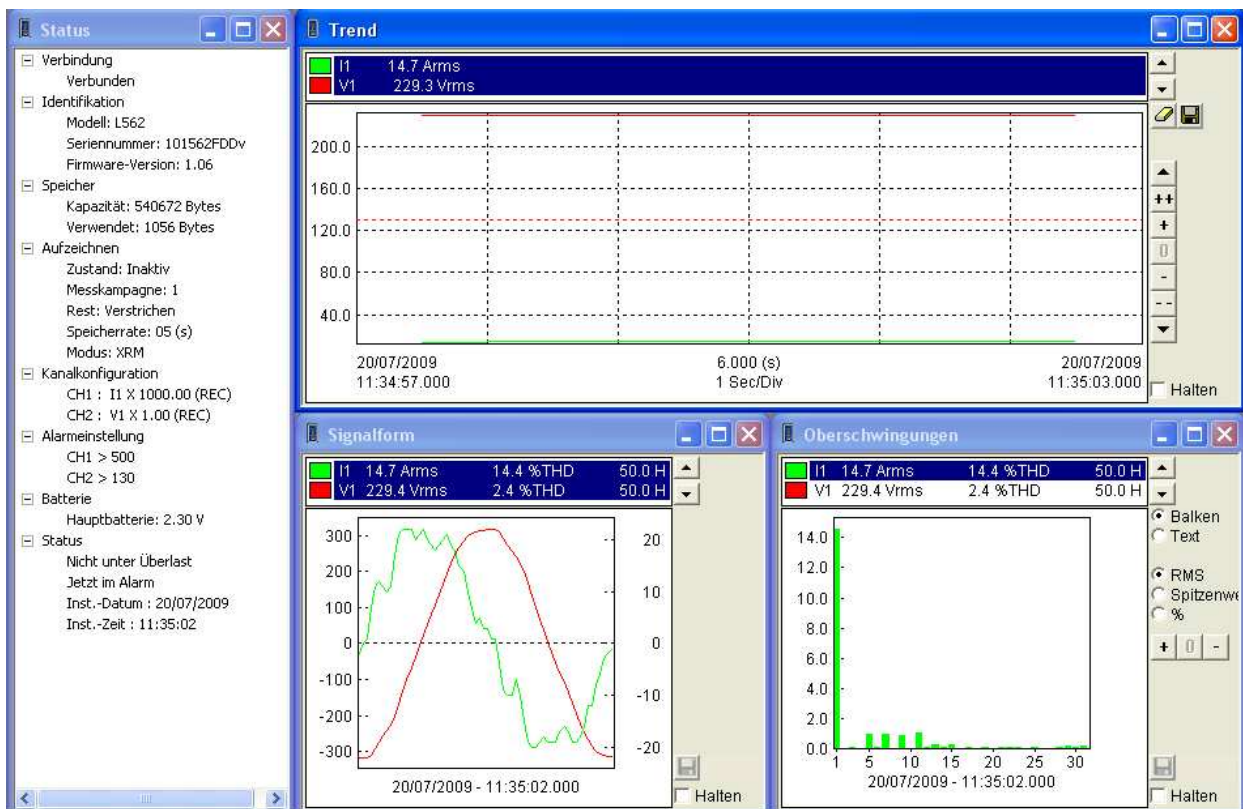 Status
Verbindung
Verbunden
Identifikation
Modell: L562
Seriennummer: 101562FDDv
Firmware-Version: 1.06
Speicher
Kapazität: 540672 Bytes
Verwendet: 1056 Bytes
Aufzeichnen
Zustand: Inaktiv
Messkampagne: 1
Rest: Verstrichen
Speicherrate: 05 (s)
Modus: XRM
Kanalkonfiguration
CH1 : I1 X 1000.00 (REC)
CH2 : V1 X 1.00 (REC)
Alarmeinstellung
CH1 > 500
CH2 > 130
Batterie
Hauptbatterie: 2.30 V
Status
Nicht unter Überlast
Jetzt im Alarm
Inst.-Datum : 20/07/2009
Inst.-Zeit : 11:35:02
Trend
I1 14.7 Arms
V1 229.3 Vrms
200.0
160.0
120.0
80.0
40.0
20/07/2009 6.000 (s) 20/07/2009
11:34:57.000 1 Sec/Div 11:35:03.000
++
+
0
-
--
Halten
Signalform
I1 14.7 Arms 14.4 %THD 50.0 H
V1 229.4 Vrms 2.4 %THD 50.0 H
300 20
200
100 10
0 0
-100
-200 -10
-300 -20
20/07/2009 - 11:35:02.000
Halten
Oberschwingungen
I1 14.7 Arms 14.4 %THD 50.0 H
V1 229.4 Vrms 2.4 %THD 50.0 H
14.0
12.0
10.0
8.0
6.0
4.0
2.0
0.0
1 5 10 15 20 25 30
20/07/2009 - 11:35:02.000
Balken
Text
RMS
Spitzenwe
%
+ 0 -
Halten